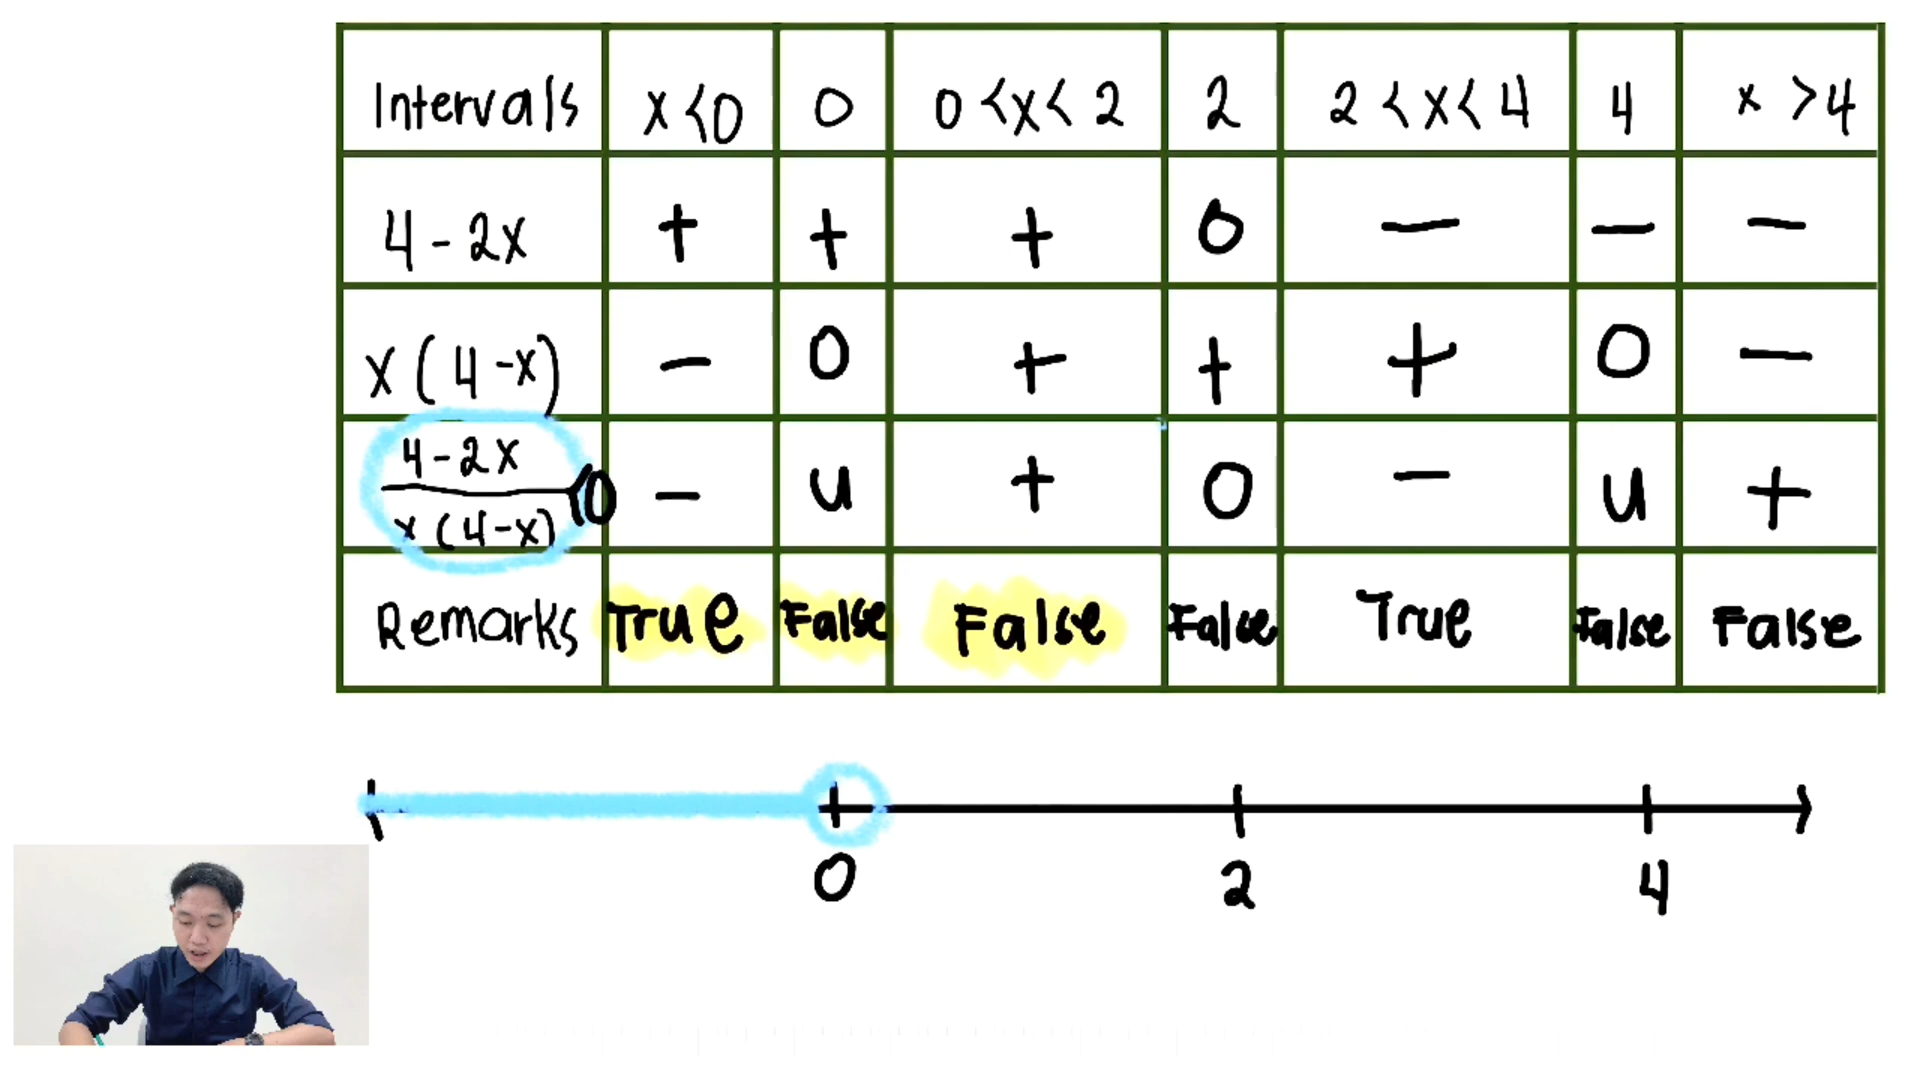 Intervals x<0 0 0<x<2 2 2<x<4 4 x>4
4-2x + + + 0 - - -
x(4-x) - 0 + + + 0 -
4-2x
x(4-x) <0 - u + 0 - u +
Remarks True False False False True False False
0 2 4